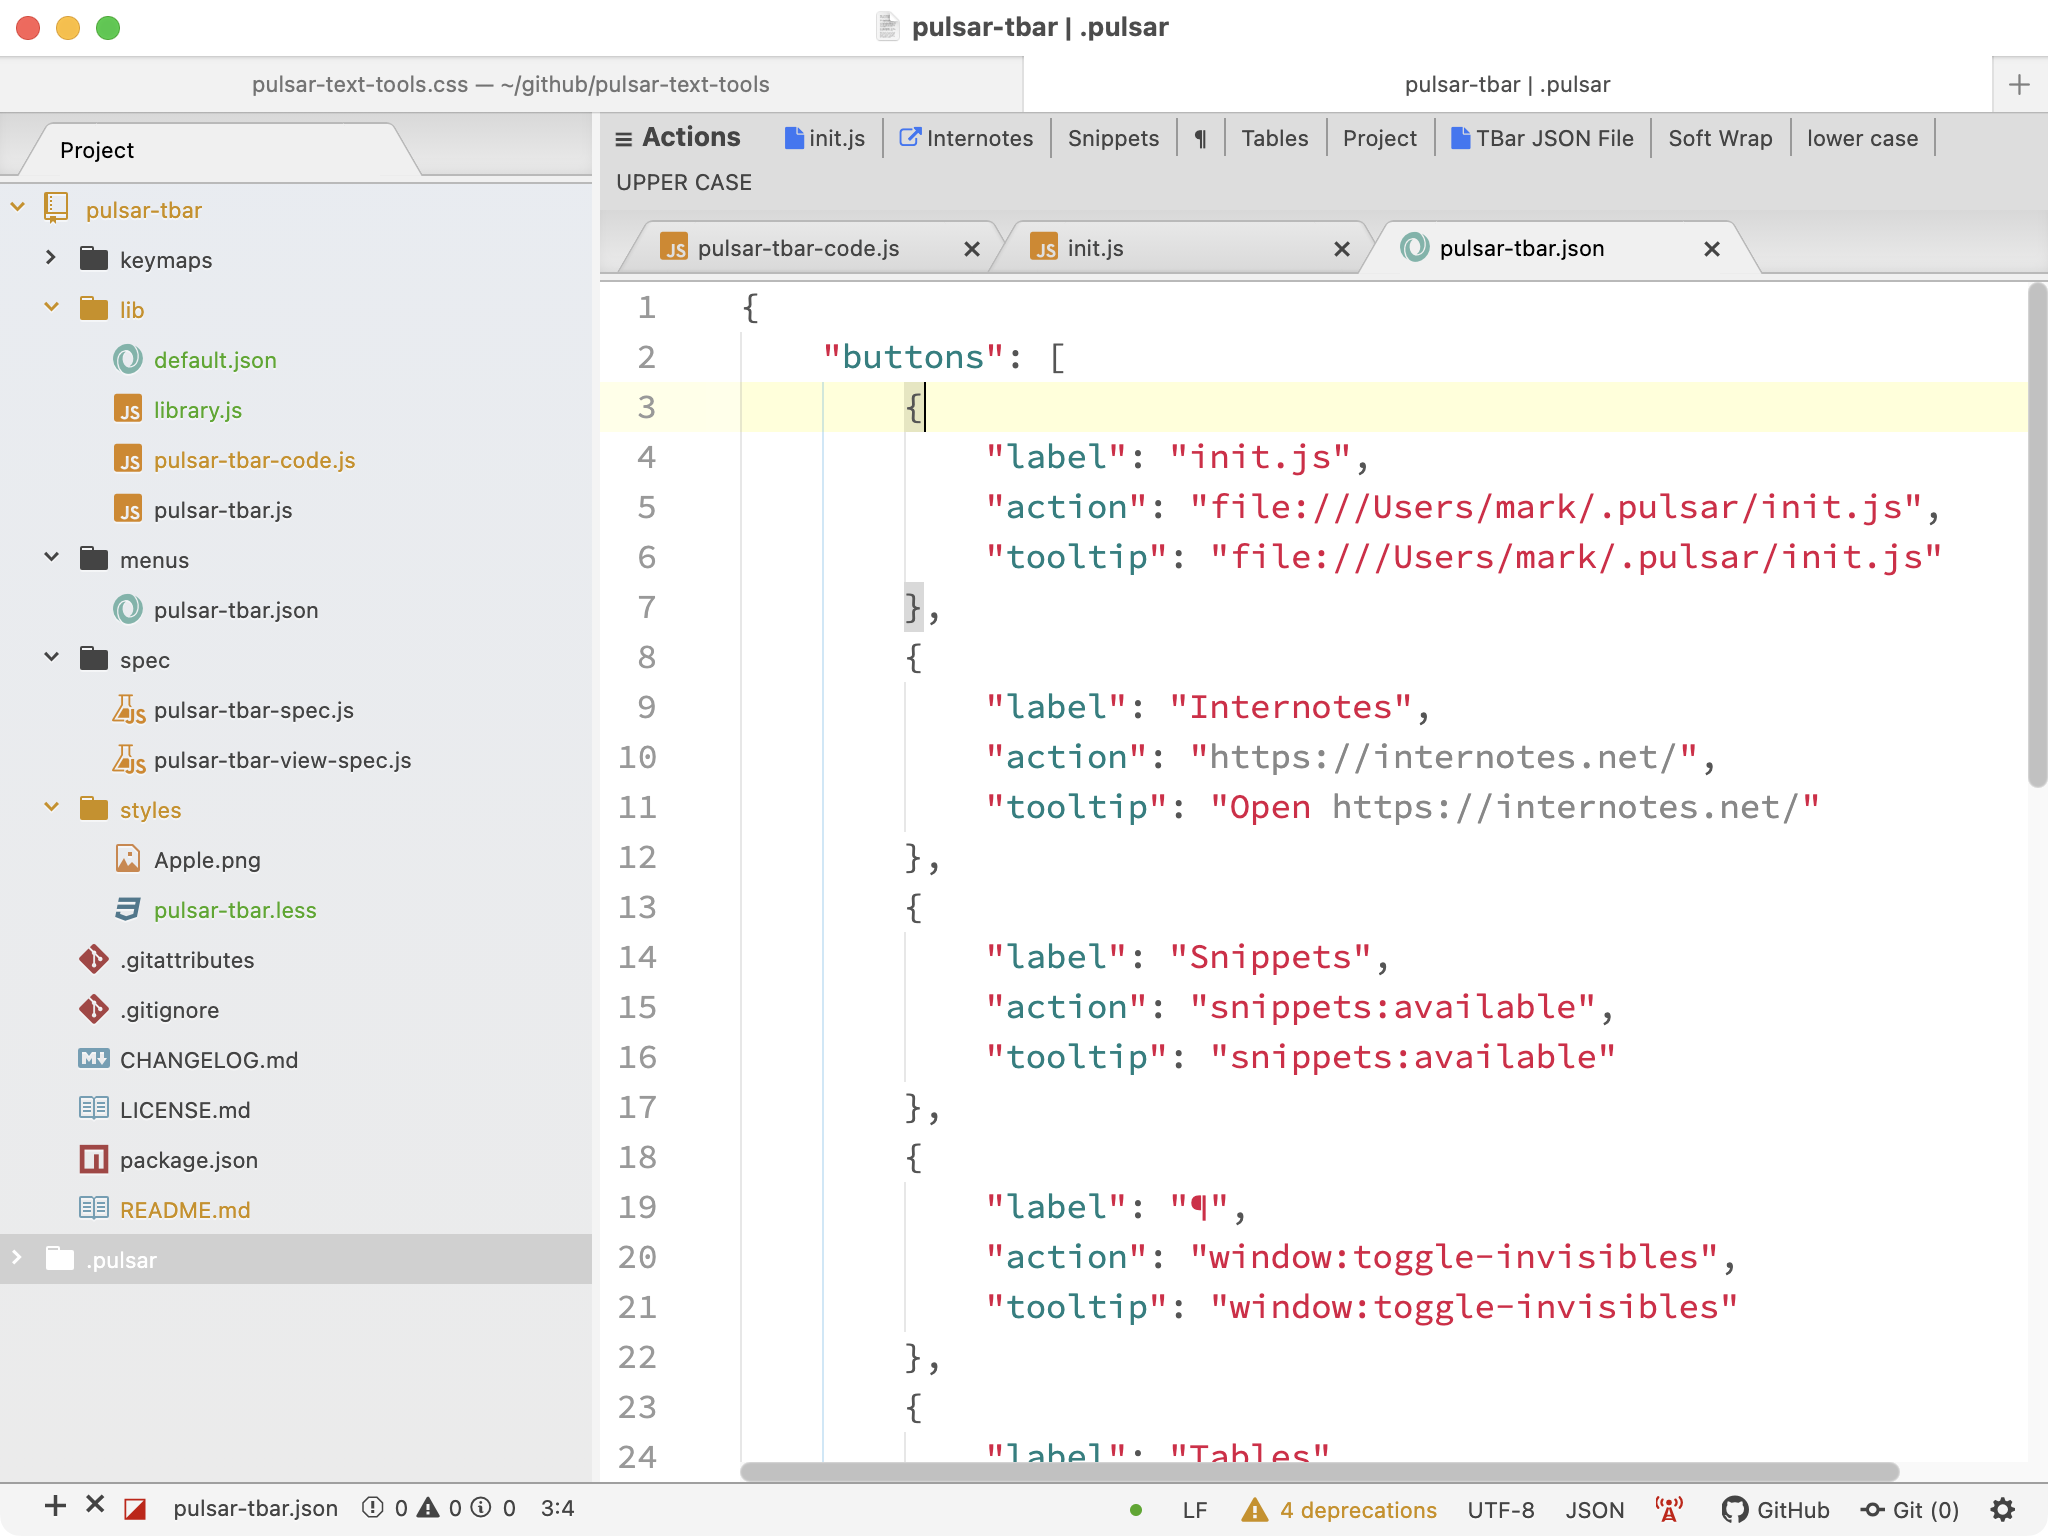 pulsar-tbar | .pulsar
pulsar-text-tools.css — ~/github/pulsar-text-tools
pulsar-tbar | .pulsar
Project
pulsar-tbar
keymaps
lib
default.json
library.js
pulsar-tbar-code.js
pulsar-tbar.js
menus
pulsar-tbar.json
spec
pulsar-tbar-spec.js
pulsar-tbar-view-spec.js
styles
Apple.png
pulsar-tbar.less
.gitattributes
.gitignore
CHANGELOG.md
LICENSE.md
package.json
README.md
.pulsar
≡ Actions init.js Internotes Snippets ¶ Tables Project TBar JSON File Soft Wrap lower case
UPPER CASE
pulsar-tbar-code.js init.js pulsar-tbar.json
1 {
2 "buttons": [
3 {
4 "label": "init.js",
5 "action": "file:///Users/mark/.pulsar/init.js",
6 "tooltip": "file:///Users/mark/.pulsar/init.js"
7 },
8 {
9 "label": "Internotes",
10 "action": "https://internotes.net/",
11 "tooltip": "Open https://internotes.net/"
12 },
13 {
14 "label": "Snippets",
15 "action": "snippets:available",
16 "tooltip": "snippets:available"
17 },
18 {
19 "label": "¶",
20 "action": "window:toggle-invisibles",
21 "tooltip": "window:toggle-invisibles"
22 },
23 {
24 "label": "Tables"
pulsar-tbar.json 0 0 0 3:4 LF 4 deprecations UTF-8 JSON GitHub Git (0)